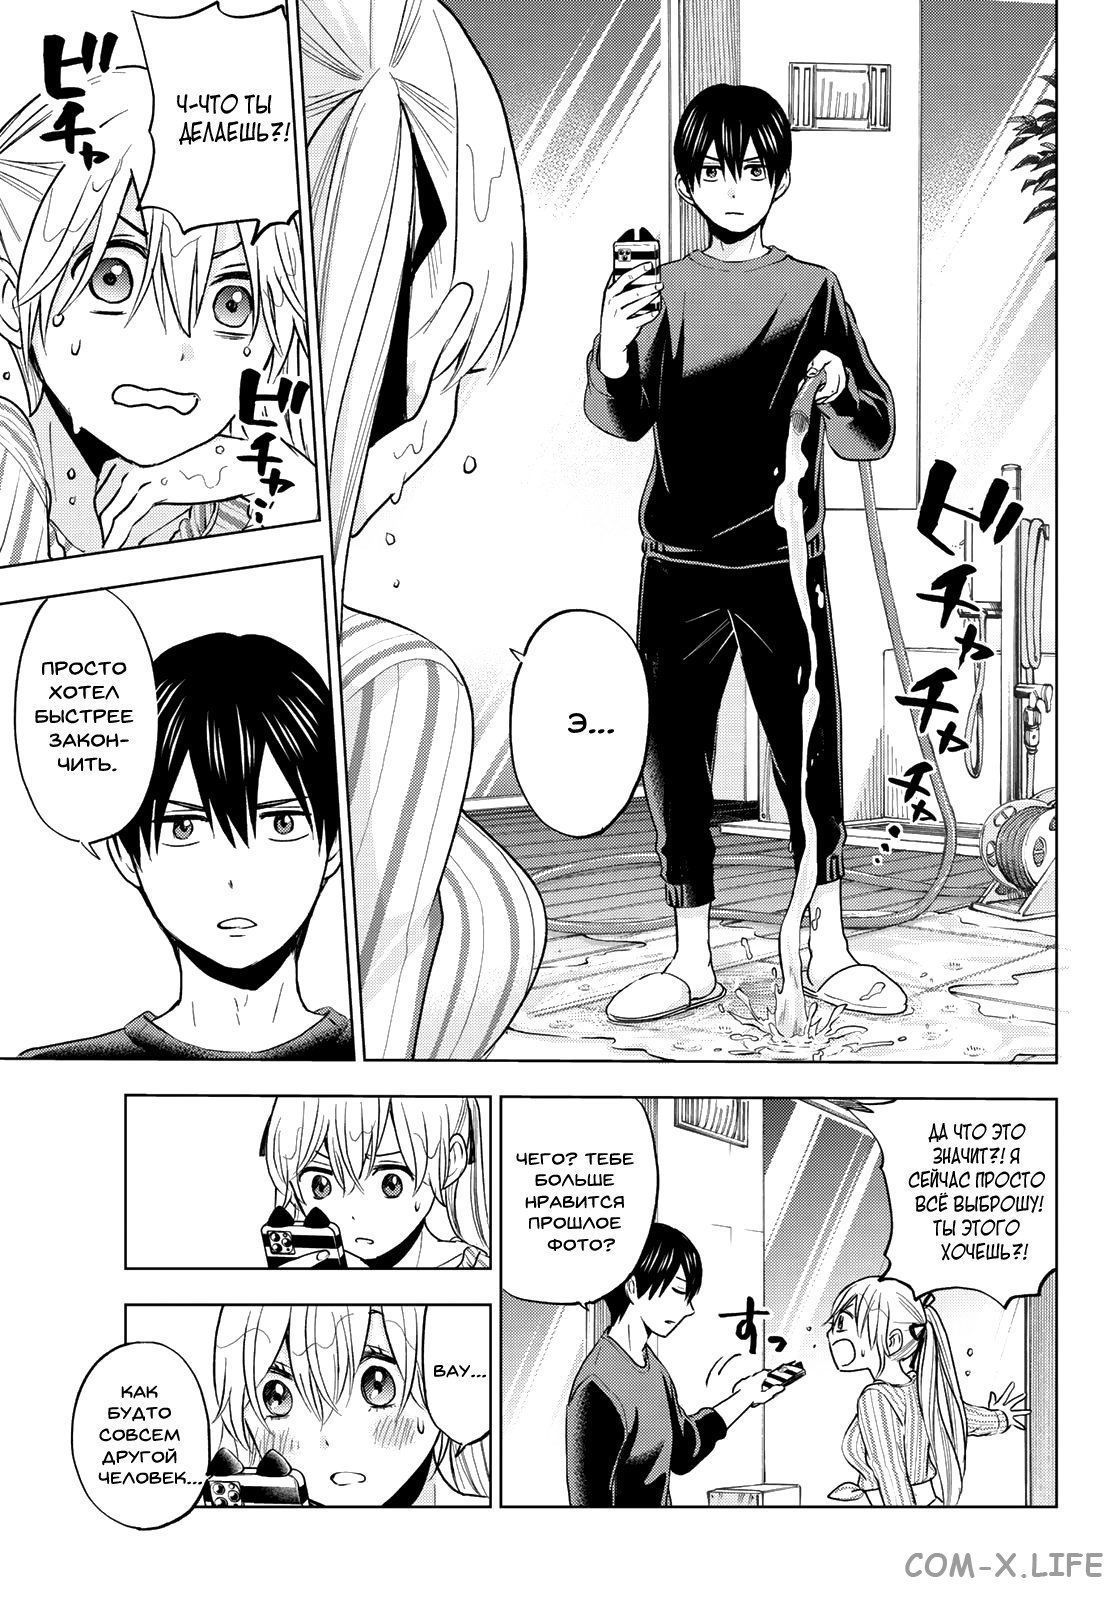 Э...
ビチャ
チャ
チャ...
Ч-ЧТО ТЫ
ДЕЛАЕШЬ?!
ビチャ
ビチャ...
ПРОСТО
ХОТЕЛ
БЫСТРЕЕ
ЗАКОН-
ЧИТЬ.
ДА ЧТО ЭТО
ЗНАЧИТ?! Я
СЕЙЧАС ПРОСТО
ВСЁ ВЫБРОШУ!
ТЫ ЭТОГО
ХОЧЕШЬ?!
ЧЕГО? ТЕБЕ
БОЛЬШЕ
НРАВИТСЯ
ПРОШЛОЕ
ФОТО?
すっ
ВАУ...
КАК
БУДТО
СОВСЕМ
ДРУГОЙ
ЧЕЛОВЕК...
COM-X.LIFE